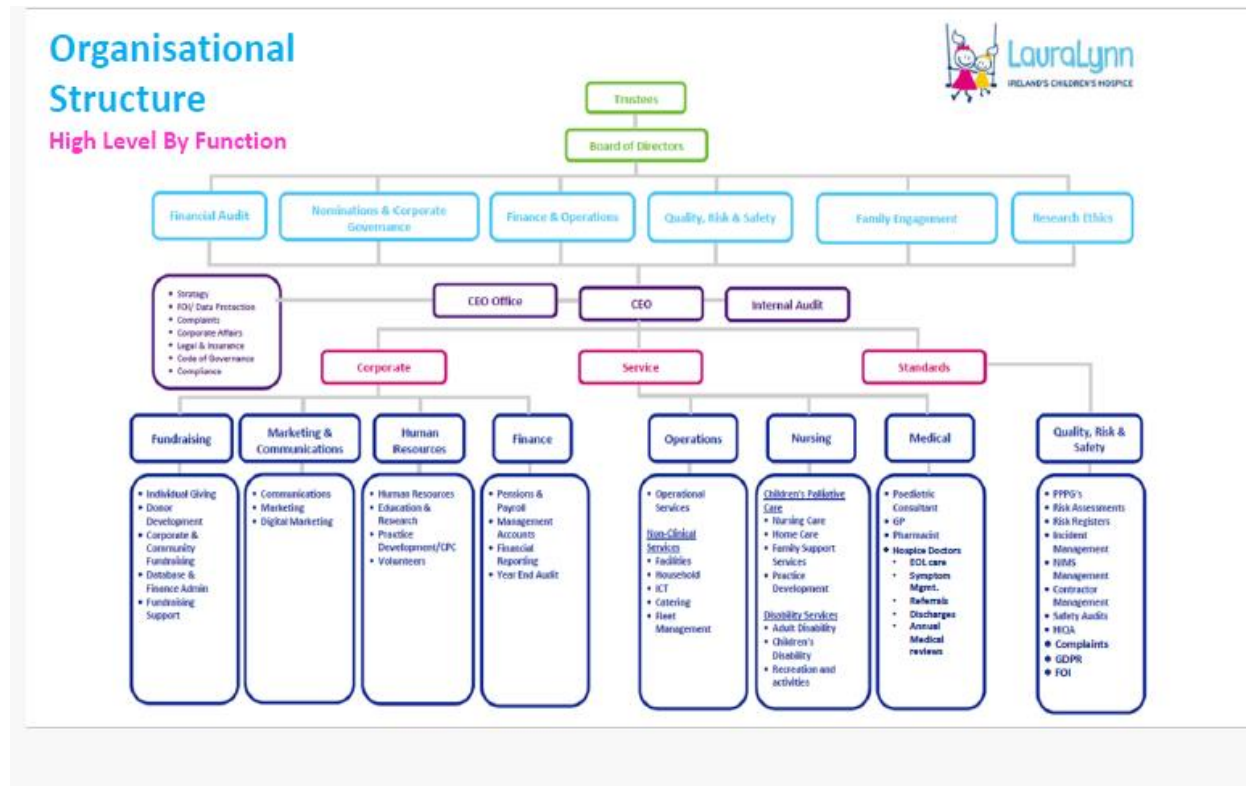 Organisational
Structure
High Level By Function
LauraLynn
IRELAND'S CHILDREN'S HOSPICE
Trustees
Board of Directors
Financial Audit
Nominations & Corporate
Governance
Finance & Operations
Quality, Risk & Safety
Family Engagement
Research Ethics
• Strategy
• FOI/ Data Protection
• Complaints
• Corporate Affairs
• Legal & Insurance
• Code of Governance
• Compliance
CEO Office
CEO
Internal Audit
Corporate
Service
Standards
Fundraising
• Individual Giving
• Donor
Development
• Corporate &
Community
Fundraising
• Database &
Finance Admin
• Fundraising
Support
Marketing &
Communications
• Communications
• Marketing
• Digital Marketing
Human
Resources
• Human Resources
• Education &
Research
• Practice
Development/CPC
• Volunteers
Finance
• Pensions &
Payroll
• Management
Accounts
• Financial
Reporting
• Year End Audit
Operations
• Operational
Services
Non-Clinical
Services
• Facilities
• Household
• ICT
• Catering
• Fleet
Management
Nursing
Children's Palliative
Care
• Nursing Care
• Home Care
• Family Support
Services
• Practice
Development
Disability Services
• Adult Disability
• Children's
Disability
• Recreation and
activities
Medical
• Paediatric
Consultant
• GP
• Pharmacist
• Hospice Doctors
• EOL care
• Symptom
Mgmt.
• Referrals
• Discharges
• Annual
Medical
reviews
Quality, Risk &
Safety
• PPPG's
• Risk Assessments
• Risk Registers
• Incident
Management
• NIMS
Management
• Contractor
Management
• Safety Audits
• HIQA
• Complaints
• GDPR
• FOI